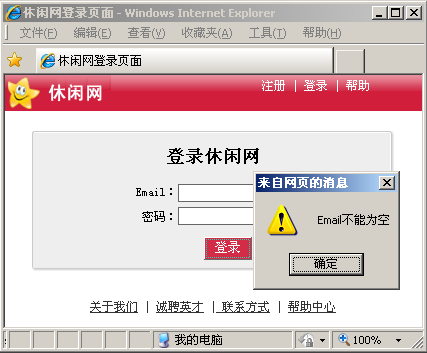 休闲网登录页面 - Windows Internet Explorer
文件(F) 编辑(E) 查看(V) 收藏夹(A) 工具(T) 帮助(H)
休闲网登录页面
休闲网 注册 | 登录 | 帮助
登录休闲网
Email：
密码：
登录
来自网页的消息
Email不能为空
确定
关于我们 | 诚聘英才 | 联系方式 | 帮助中心
我的电脑 100%